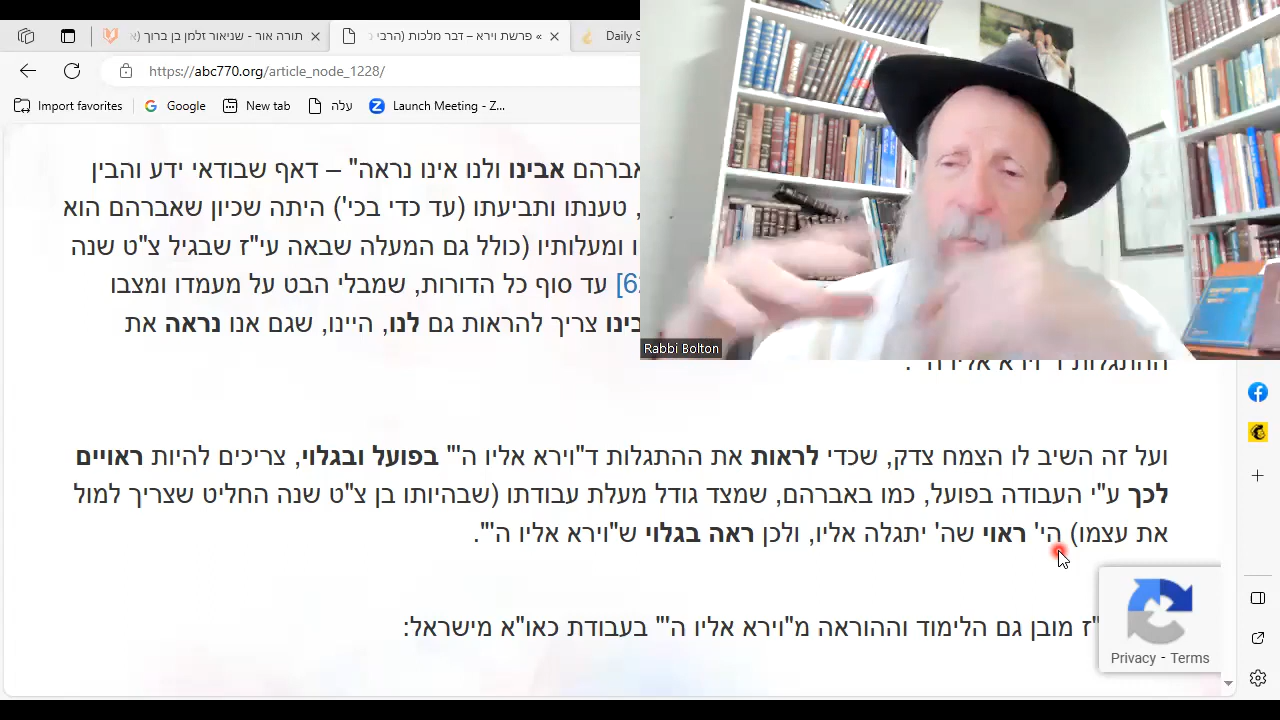 תורה אור - שניאור זלמן בן ברוך (א
» פרשת וירא – דבר מלכות (הרבי
Daily S
https://abc770.org/article_node_1228/
Import favorites
Google
New tab
עלה
Launch Meeting - Z...
אברהם אבינו ולנו אינו נראה" – דאף שבודאי ידע והבין
, טענתו ותביעתו (עד כדי בכי') היתה שכיון שאברהם הוא
ו ומעלותיו (כולל גם המעלה שבאה עי"ז שבגיל צ"ט שנה
עד סוף כל הדורות, שמבלי הבט על מעמדו ומצבו
צריך להראות גם לנו, היינו, שגם אנו נראה את
ועל זה השיב לו הצמח צדק, שכדי לראות את ההתגלות ד"וירא אליו ה'" בפועל ובגלוי, צריכים להיות ראויים
לכך ע"י העבודה בפועל, כמו באברהם, שמצד גודל מעלת עבודתו (שבהיותו בן צ"ט שנה החליט שצריך למול
את עצמו) הי' ראוי שה' יתגלה אליו, ולכן ראה בגלוי ש"וירא אליו ה'".
"ז מובן גם הלימוד וההוראה מ"וירא אליו ה'" בעבודת כאו"א מישראל:
Rabbi Bolton
Privacy - Terms